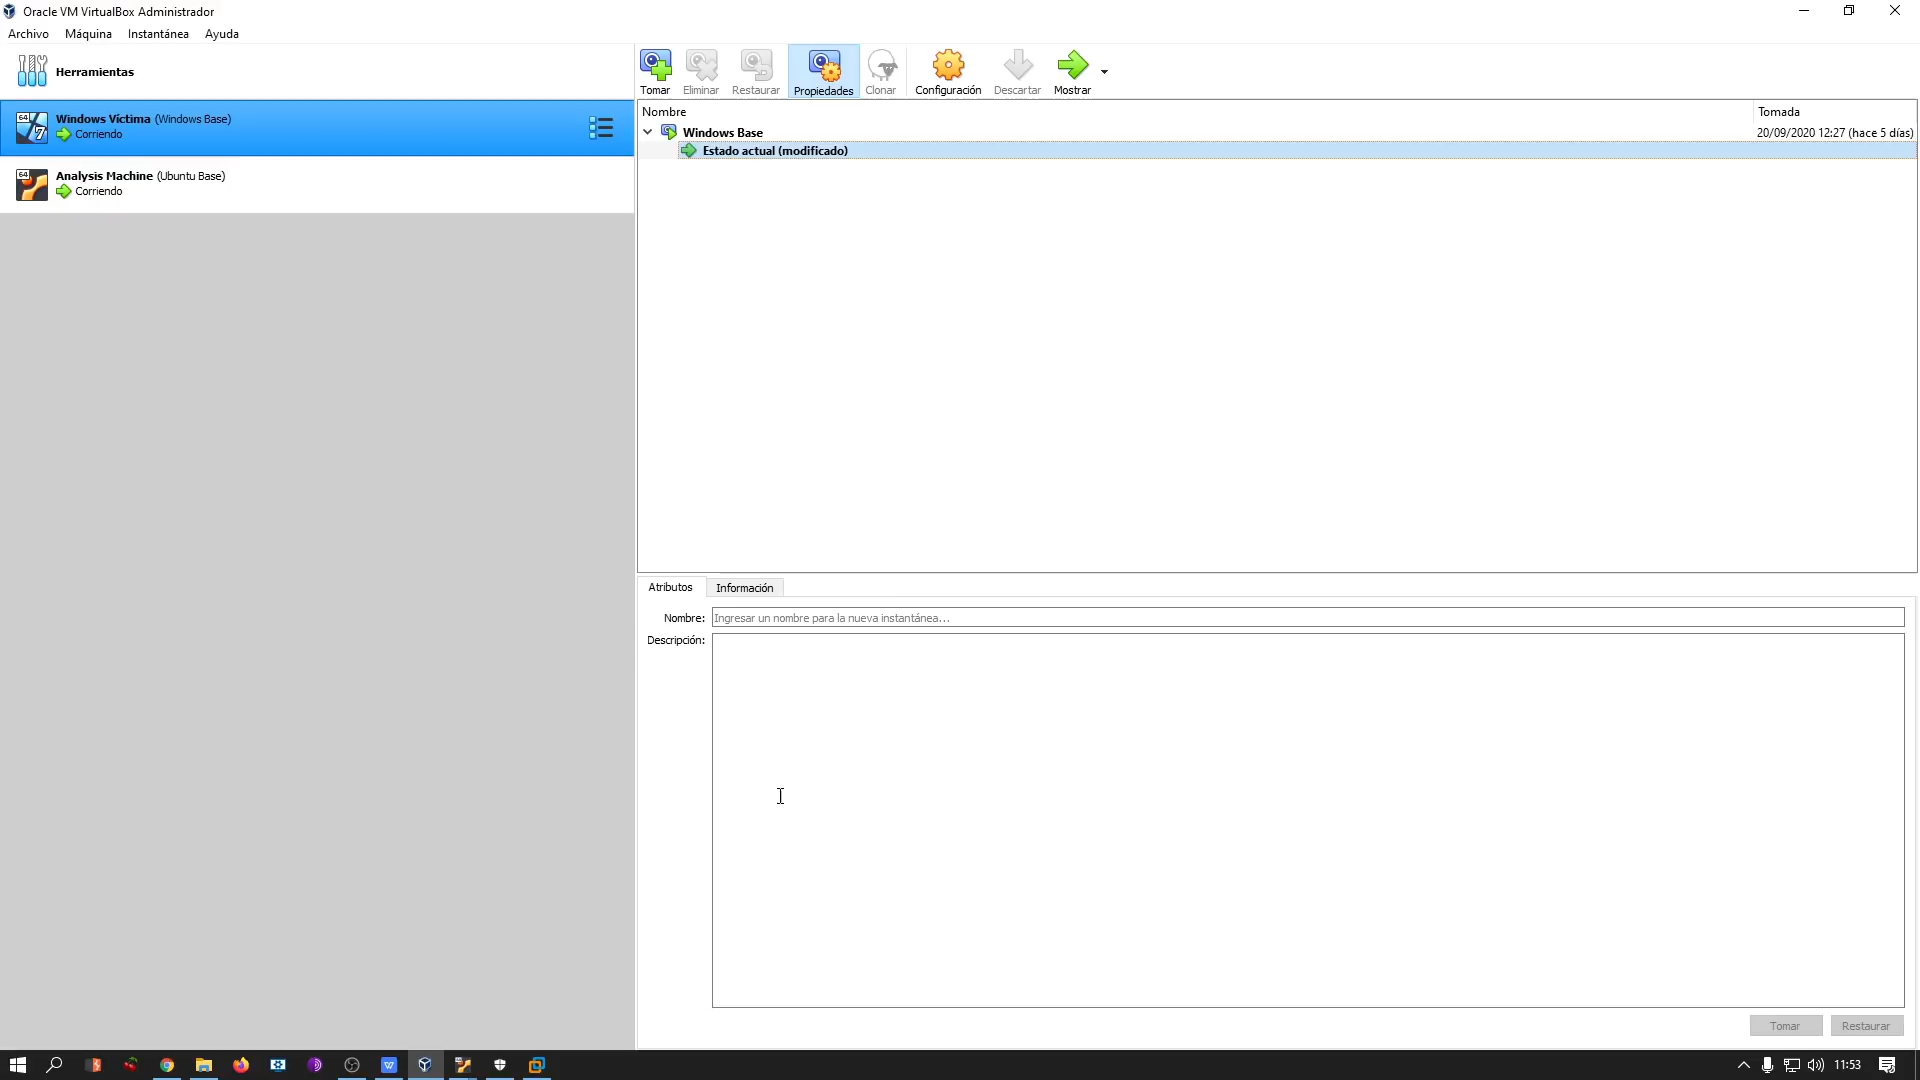 Oracle VM VirtualBox Administrador
Archivo Máquina Instantánea Ayuda
Herramientas
64 7 Windows Víctima (Windows Base)
Corriendo
64 Analysis Machine (Ubuntu Base)
Corriendo
Tomar Eliminar Restaurar Propiedades Clonar Configuración Descartar Mostrar
Nombre Tomada
Windows Base 20/09/2020 12:27 (hace 5 días)
Estado actual (modificado)
Atributos Información
Nombre: Ingresar un nombre para la nueva instantánea...
Descripción:
Tomar Restaurar
W 11:53